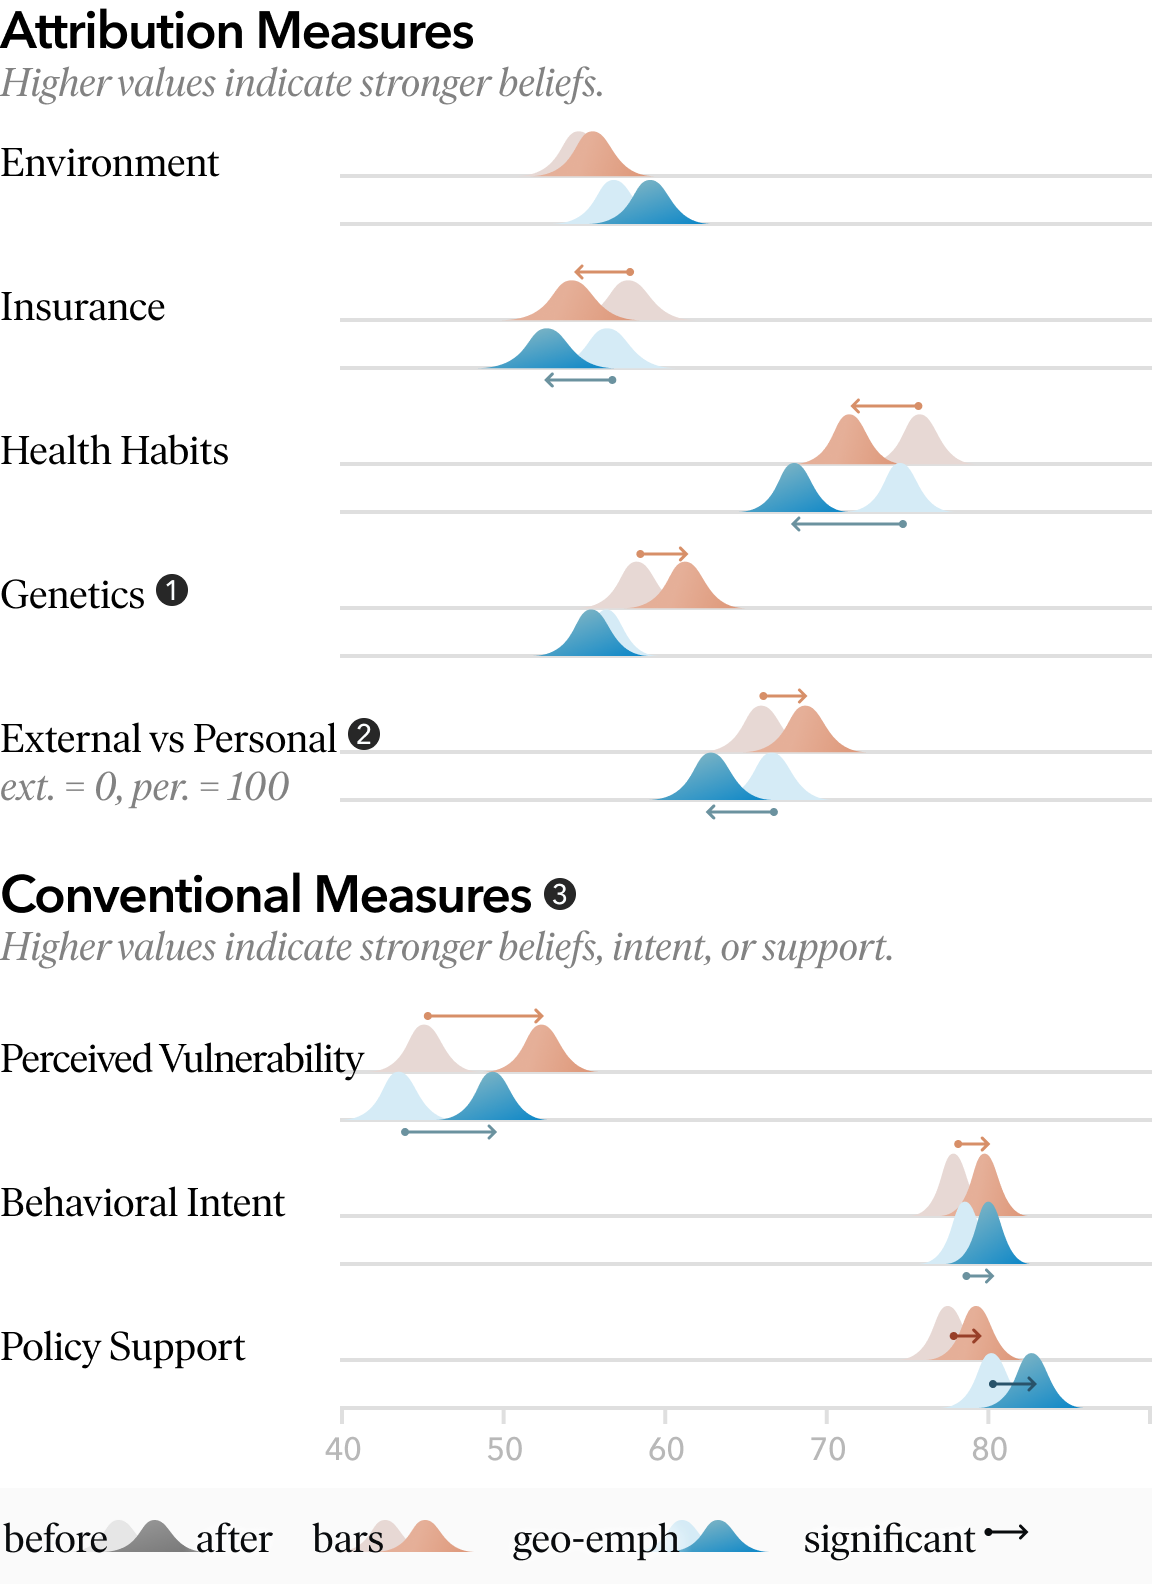 Attribution Measures
Higher values indicate stronger beliefs.
Environment
Insurance
Health Habits
Genetics 1
External vs Personal 2
ext. = 0, per. = 100
Conventional Measures 3
Higher values indicate stronger beliefs, intent, or support.
Perceived Vulnerability
Behavioral Intent
Policy Support
40 50 60 70 80
before after bars geo-emph significant